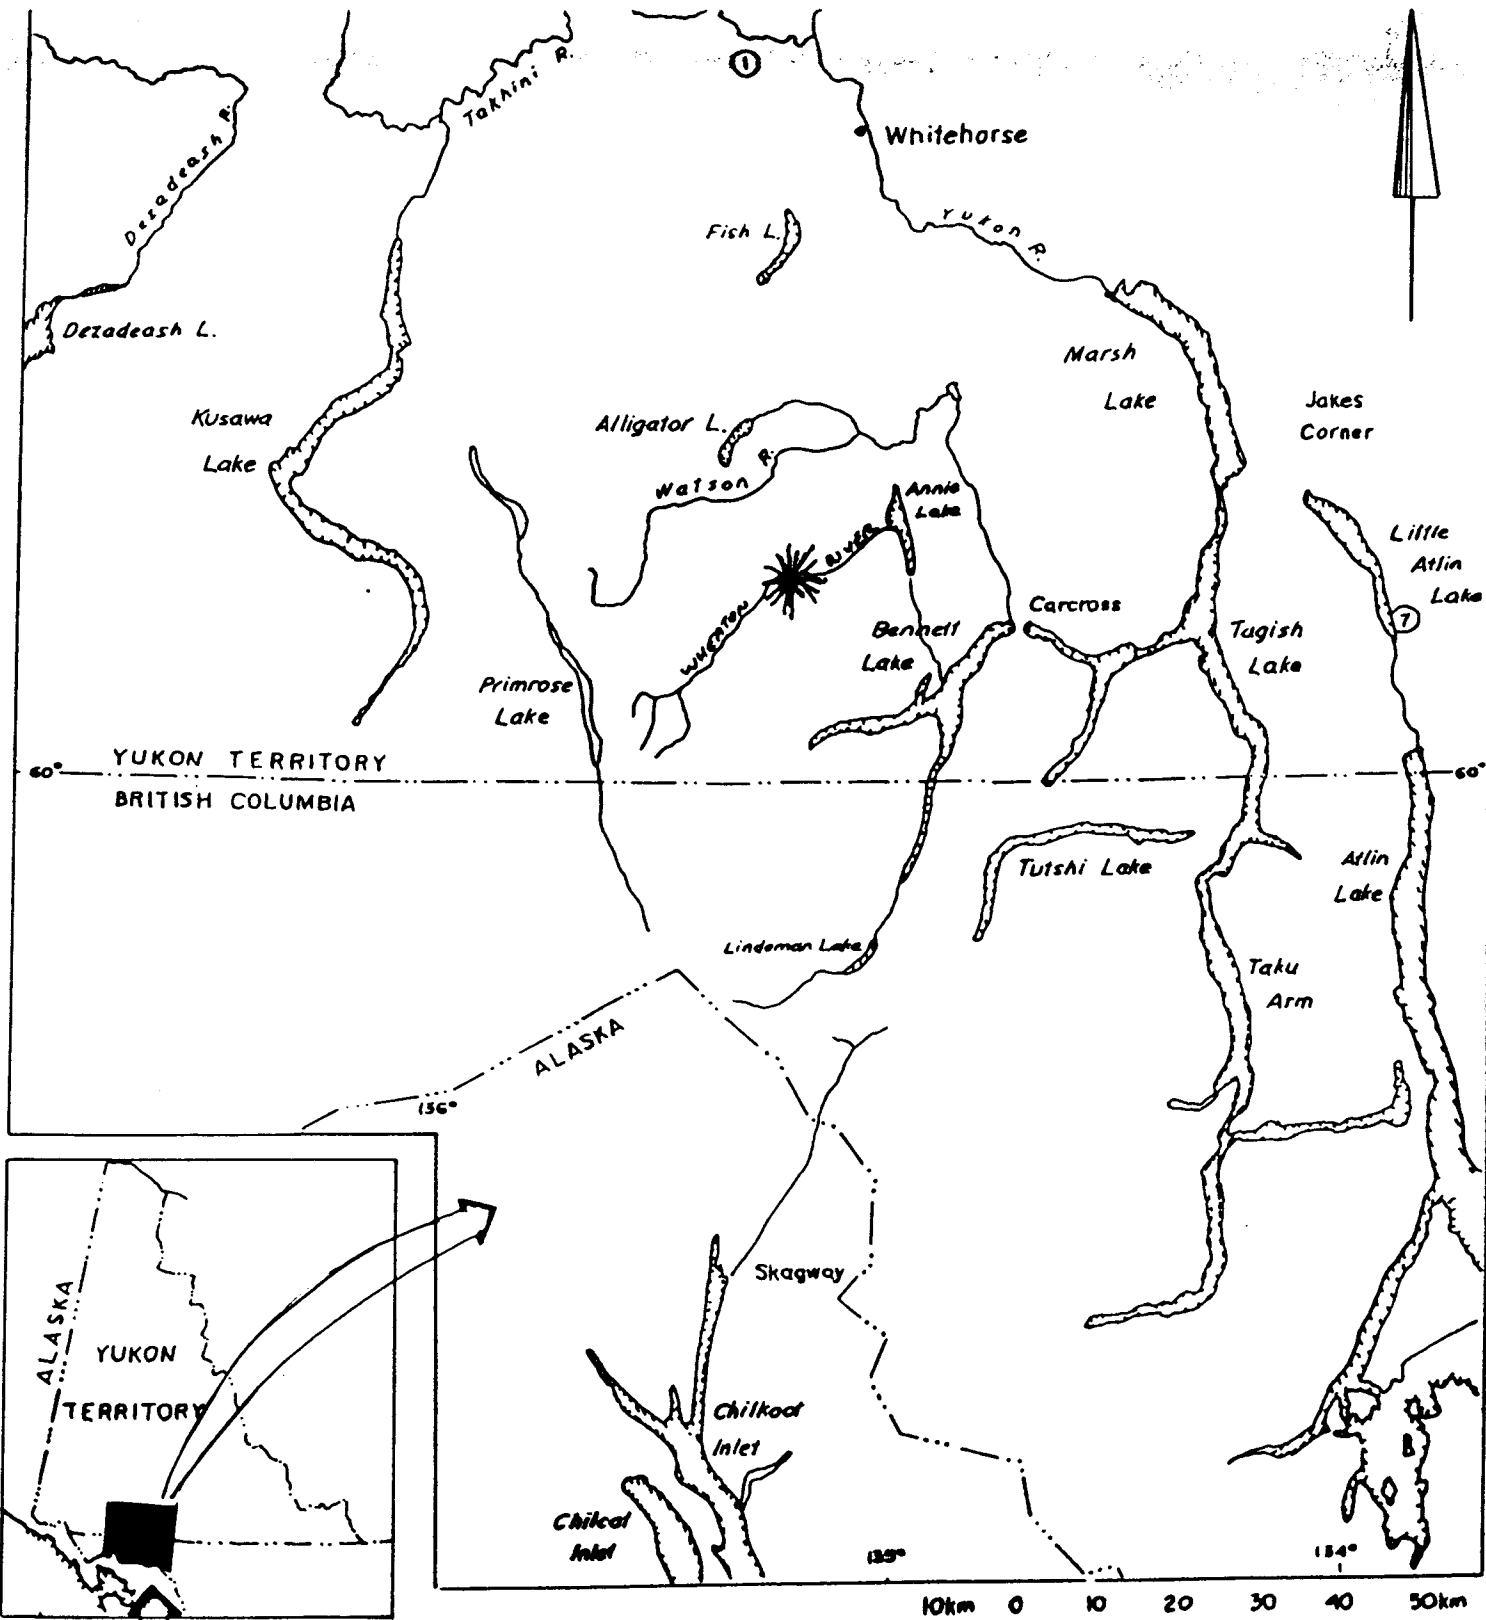 Takhini R.
1
Whitehorse
Dezadeash R.
Yukon R.
Fish L.
Dezadeash L.
Marsh
Lake
Kusawa
Lake
Alligator L.
Jakes
Corner
Watson R.
Annie
Lake
Little
Atlin
Lake
7
WHEATON RIVER
Carcross
Bennett
Lake
Tagish
Lake
Primrose
Lake
YUKON TERRITORY
60°
60°
BRITISH COLUMBIA
Tutshi Lake
Atlin
Lake
Lindeman Lake
Taku
Arm
ALASKA
136°
Skagway
ALASKA
YUKON
TERRITORY
Chilkoot
Inlet
Chilcat
Inlet
135°
134°
10km 0 10 20 30 40 50km